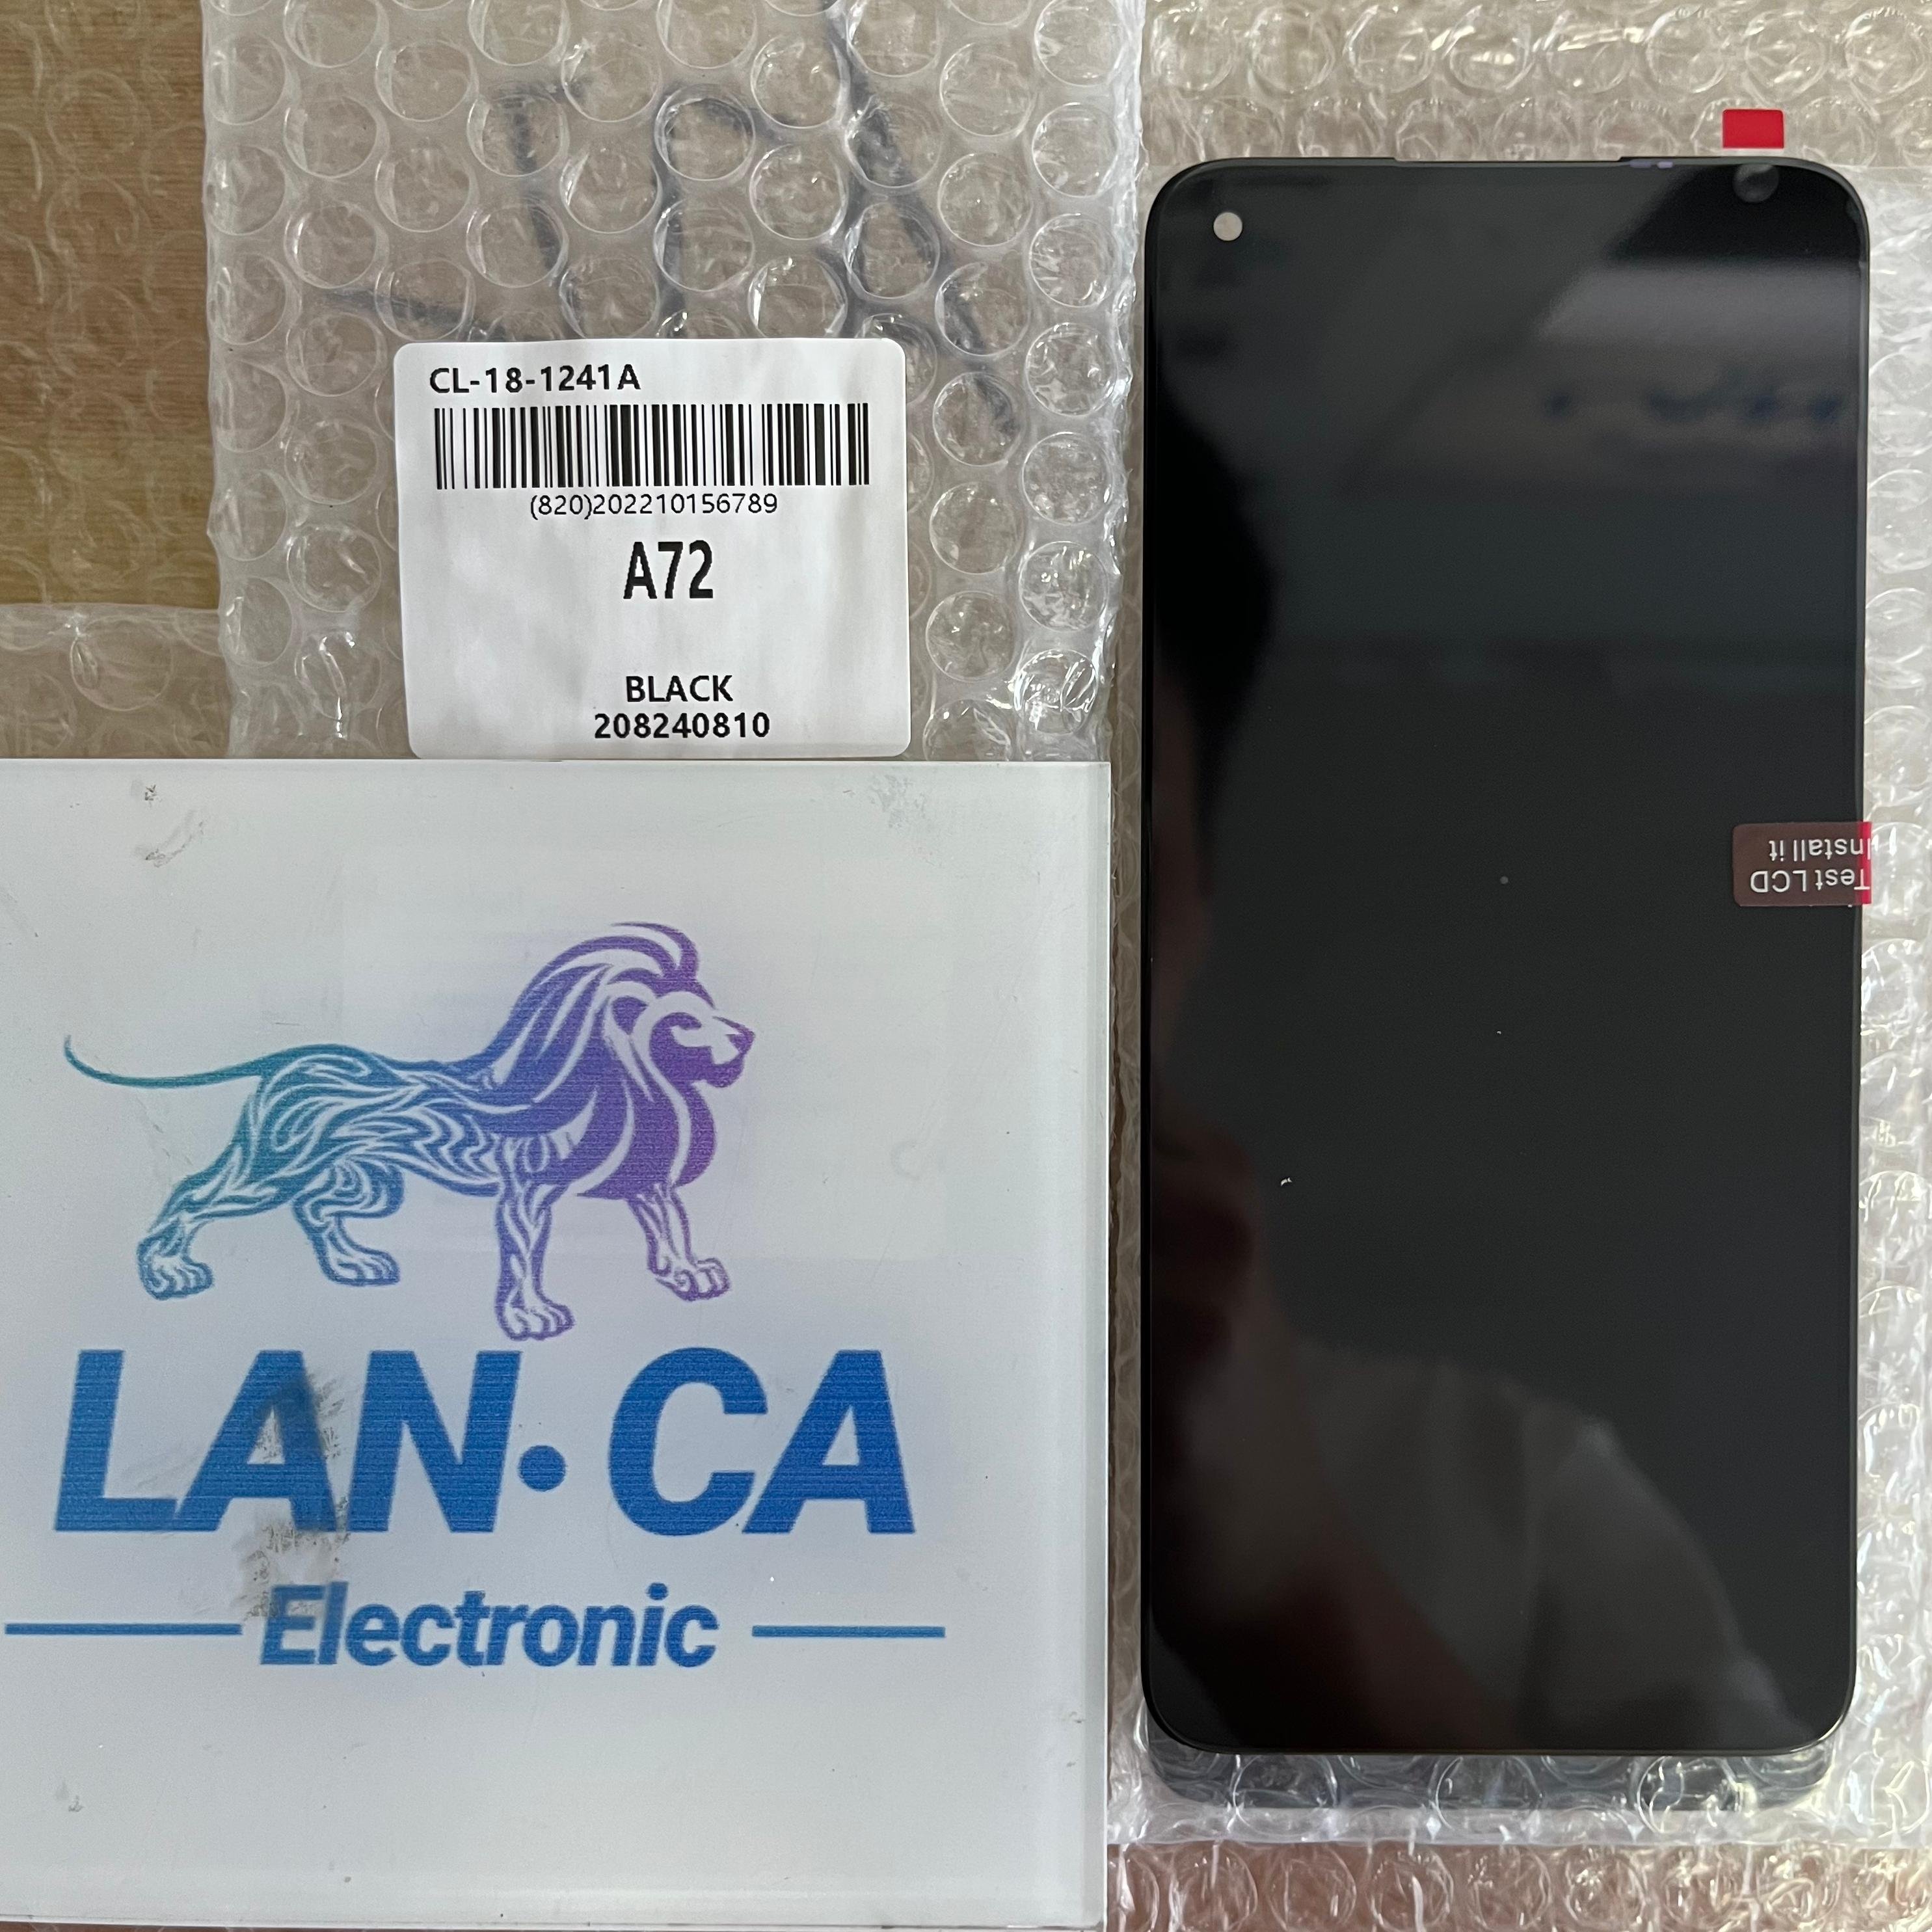 CL-18-1241A
(820)202210156789
A72
BLACK
208240810
LAN·CA
Electronic
Test LCD
Install it